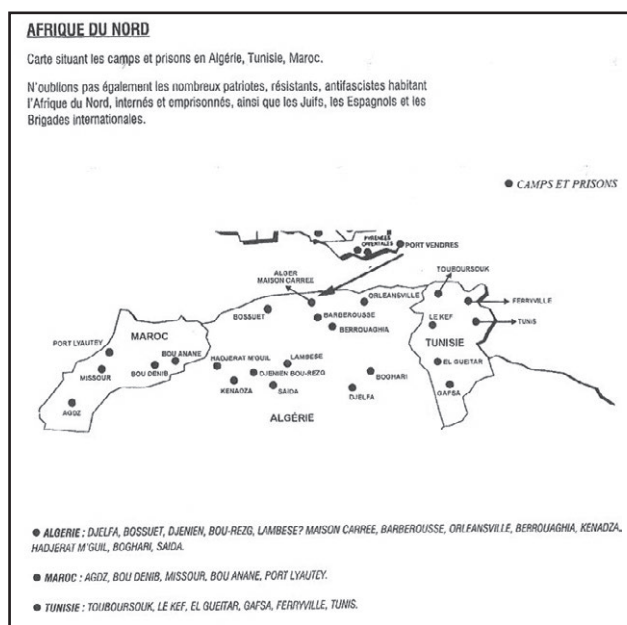 AFRIQUE DU NORD
Carte situant les camps et prisons en Algérie, Tunisie, Maroc.
N'oublions pas également les nombreux patriotes, résistants, antifascistes habitant
l'Afrique du Nord, internés et emprisonnés, ainsi que les Juifs, les Espagnols et les
Brigades internationales.
● CAMPS ET PRISONS
PYRENEES
ORIENTALES
PORT VENDRES
TOUBOURSOUK
ALGER
MAISON CARREE
ORLEANSVILLE
FERRYVILLE
BOSSUET
BARBEROUSSE
LE KEF
TUNIS
BERROUAGHIA
MAROC
TUNISIE
PORT LYAUTEY
BOU ANANE
HADJERAT M'GUIL
LAMBESE
EL GUEITAR
MISSOUR
BOU DENIB
DJENIEN BOU-REZG
BOGHARI
KENADZA
SAIDA
DJELFA
GAFSA
AGDZ
ALGÉRIE
● ALGERIE : DJELFA, BOSSUET, DJENIEN, BOU-REZG, LAMBESE? MAISON CARREE, BARBEROUSSE, ORLEANSVILLE, BERROUAGHIA, KENADZA,
HADJERAT M'GUIL, BOGHARI, SAIDA.
● MAROC : AGDZ, BOU DENIB, MISSOUR, BOU ANANE, PORT LYAUTEY.
● TUNISIE : TOUBOURSOUK, LE KEF, EL GUEITAR, GAFSA, FERRYVILLE, TUNIS.